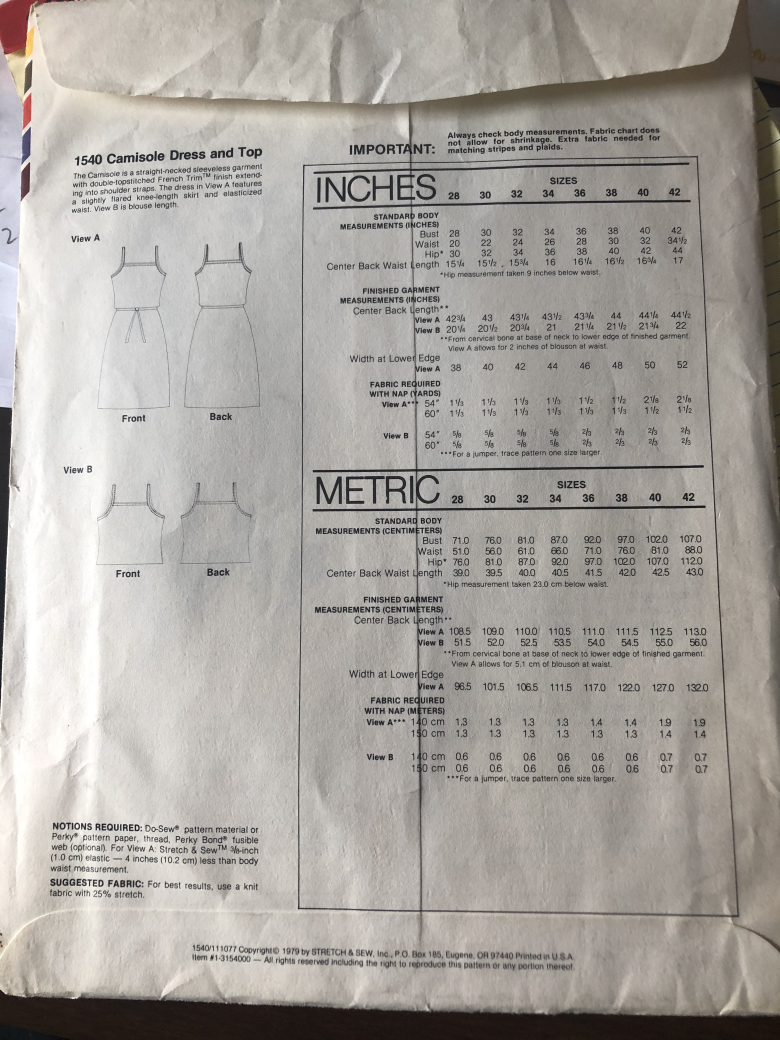 1540 Camisole Dress and Top
The Camisole is a straight-necked sleeveless garment
with double-topstitched French Trim™ finish extend-
ing into shoulder straps. The dress in View A features
a slightly flared knee-length skirt and elasticized
waist. View B is blouse length.
View A
Front Back
View B
Front Back
NOTIONS REQUIRED: Do-Sew® pattern material or
Perky® pattern paper, thread, Perky Bond® fusible
web (optional). For View A: Stretch & Sew™ 3/8-inch
(1.0 cm) elastic — 4 inches (10.2 cm) less than body
waist measurement.
SUGGESTED FABRIC: For best results, use a knit
fabric with 25% stretch.
IMPORTANT: Always check body measurements. Fabric chart does
not allow for shrinkage. Extra fabric needed for
matching stripes and plaids.
INCHES SIZES
28 30 32 34 36 38 40 42
STANDARD BODY
MEASUREMENTS (INCHES)
Bust 28 30 32 34 36 38 40 42
Waist 20 22 24 26 28 30 32 34½
Hip* 30 32 34 36 38 40 42 44
Center Back Waist Length 15¼ 15½ 15¾ 16 16¼ 16½ 16¾ 17
*Hip measurement taken 9 inches below waist.
FINISHED GARMENT
MEASUREMENTS (INCHES)
Center Back Length**
View A 42¾ 43 43¼ 43½ 43¾ 44 44¼ 44½
View B 20¼ 20½ 20¾ 21 21¼ 21½ 21¾ 22
**From cervical bone at base of neck to lower edge of finished garment.
View A allows for 2 inches of blouson at waist.
Width at Lower Edge
View A 38 40 42 44 46 48 50 52
FABRIC REQUIRED
WITH NAP (YARDS)
View A*** 54" 1⅓ 1⅓ 1⅓ 1⅓ 1½ 1½ 2⅛ 2⅛
60" 1⅓ 1⅓ 1⅓ 1⅓ 1⅓ 1⅓ 1½ 1½
View B 54" ⅝ ⅝ ⅝ ⅝ ⅔ ⅔ ⅔ ⅔
60" ⅝ ⅝ ⅝ ⅝ ⅔ ⅔ ⅔ ⅔
***For a jumper, trace pattern one size larger.
METRIC SIZES
28 30 32 34 36 38 40 42
STANDARD BODY
MEASUREMENTS (CENTIMETERS)
Bust 71.0 76.0 81.0 87.0 92.0 97.0 102.0 107.0
Waist 51.0 56.0 61.0 66.0 71.0 76.0 81.0 88.0
Hip* 76.0 81.0 87.0 92.0 97.0 102.0 107.0 112.0
Center Back Waist Length 39.0 39.5 40.0 40.5 41.5 42.0 42.5 43.0
*Hip measurement taken 23.0 cm below waist.
FINISHED GARMENT
MEASUREMENTS (CENTIMETERS)
Center Back Length**
View A 108.5 109.0 110.0 110.5 111.0 111.5 112.5 113.0
View B 51.5 52.0 52.5 53.5 54.0 54.5 55.0 56.0
**From cervical bone at base of neck to lower edge of finished garment.
View A allows for 5.1 cm of blouson at waist.
Width at Lower Edge
View A 96.5 101.5 106.5 111.5 117.0 122.0 127.0 132.0
FABRIC REQUIRED
WITH NAP (METERS)
View A*** 140 cm 1.3 1.3 1.3 1.3 1.4 1.4 1.9 1.9
150 cm 1.3 1.3 1.3 1.3 1.3 1.3 1.4 1.4
View B 140 cm 0.6 0.6 0.6 0.6 0.6 0.6 0.7 0.7
150 cm 0.6 0.6 0.6 0.6 0.6 0.6 0.7 0.7
***For a jumper, trace pattern one size larger.
1540/111077 Copyright© 1979 by STRETCH & SEW, Inc., P.O. Box 185, Eugene, OR 97440 Printed in U.S.A.
Item #1-3154000 — All rights reserved including the right to reproduce this pattern or any portion thereof.